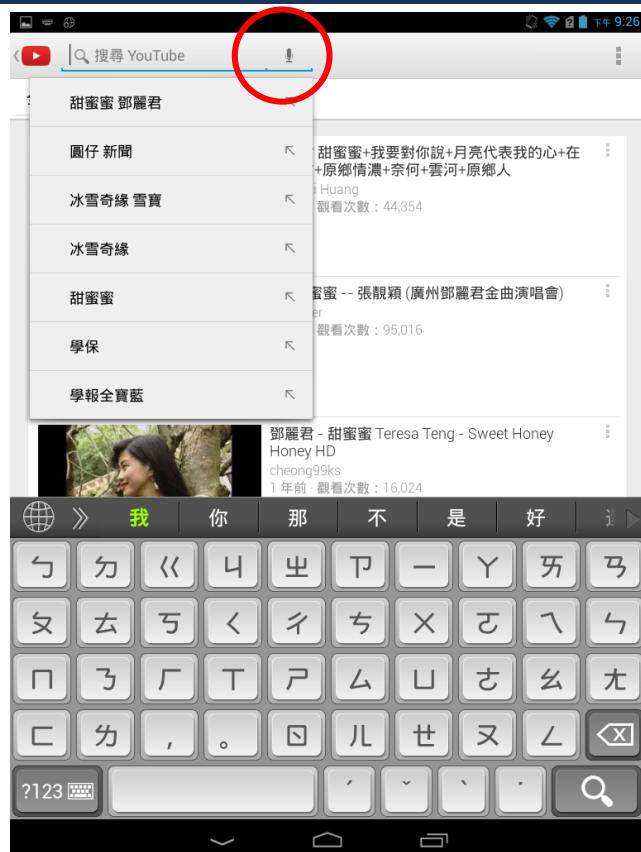 下午 9:26
搜尋 YouTube
甜蜜蜜 鄧麗君
圓仔 新聞
冰雪奇緣 雪寶
冰雪奇緣
甜蜜蜜
學保
學報全寶藍
甜蜜蜜+我要對你說+月亮代表我的心+在
+原鄉情濃+奈何+雲河+原鄉人
Huang
觀看次數：44,354
蜜 -- 張靚穎 (廣州鄧麗君金曲演唱會)
er
觀看次數：95,016
鄧麗君 - 甜蜜蜜 Teresa Teng - Sweet Honey
Honey HD
cheong99ks
1 年前 · 觀看次數：16,024
我 你 那 不 是 好
ㄅ ㄉ ㄍ ㄐ ㄓ ㄗ ㄧ ㄚ ㄞ ㄢ
ㄆ ㄊ ㄎ ㄑ ㄔ ㄘ ㄨ ㄛ ㄟ ㄣ
ㄇ ㄋ ㄏ ㄒ ㄕ ㄙ ㄩ ㄜ ㄠ ㄤ
ㄈ ㄌ , 。 ㄖ ㄦ ㄝ ㄡ ㄥ
?123 ˊ ˇ ˋ ˙